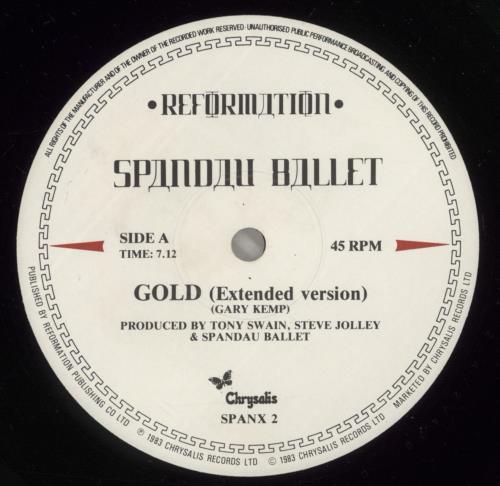 ALL RIGHTS OF THE MANUFACTURER AND OF THE OWNER OF THE RECORDED WORK RESERVED · UNAUTHORISED PUBLIC PERFORMANCE BROADCASTING AND COPYING OF THIS RECORD PROHIBITED
• REFORMATION •
SPANDAU BALLET
SIDE A
TIME: 7.12
45 RPM
GOLD (Extended version)
(GARY KEMP)
PRODUCED BY TONY SWAIN, STEVE JOLLEY
& SPANDAU BALLET
Chrysalis
SPANX 2
PUBLISHED BY REFORMATION PUBLISHING CO LTD
℗ 1983 CHRYSALIS RECORDS LTD © 1983 CHRYSALIS RECORDS LTD
MARKETED BY CHRYSALIS RECORDS LTD